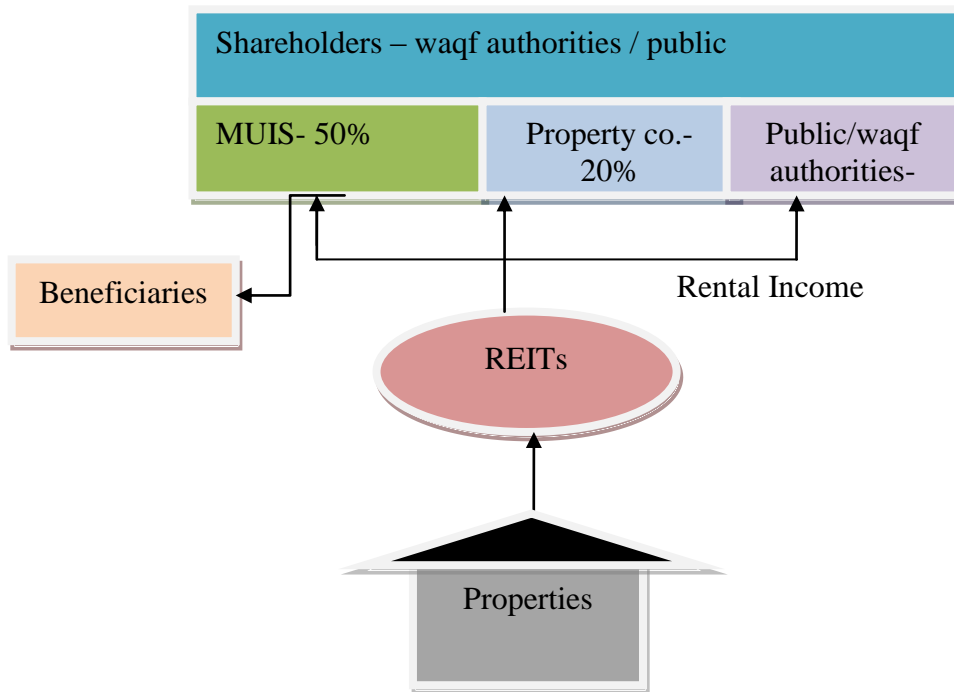 Shareholders – waqf authorities / public
MUIS- 50%
Property co.-
20%
Public/waqf
authorities-
Beneficiaries
Rental Income
REITs
Properties